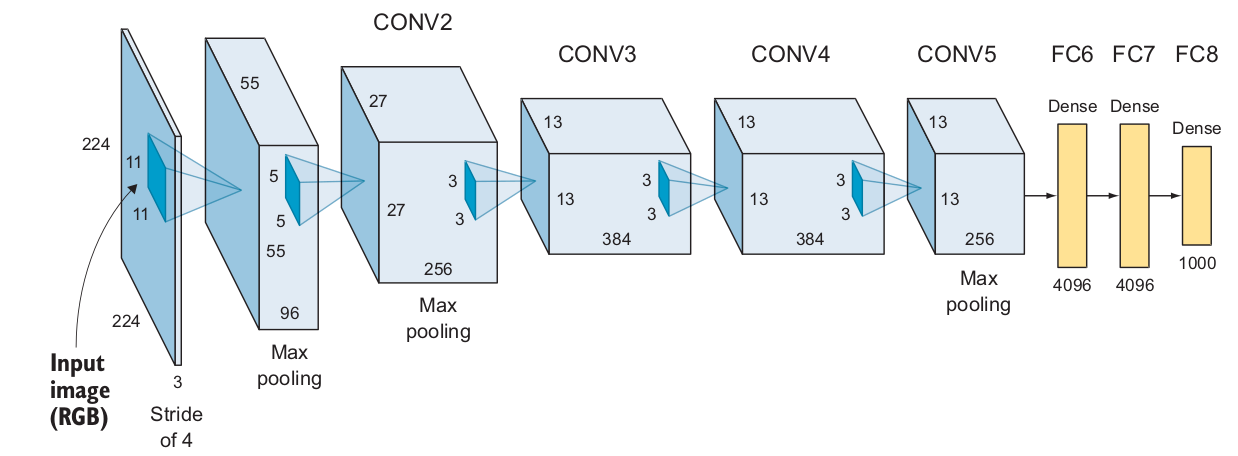 CONV2
CONV3
CONV4
CONV5
FC6
FC7
FC8
Dense
Dense
Dense
224
11
11
224
3
Stride
of 4
Input
image
(RGB)
55
5
5
55
96
Max
pooling
27
27
3
3
256
Max
pooling
13
13
3
3
384
13
13
3
3
384
13
13
256
Max
pooling
4096
4096
1000